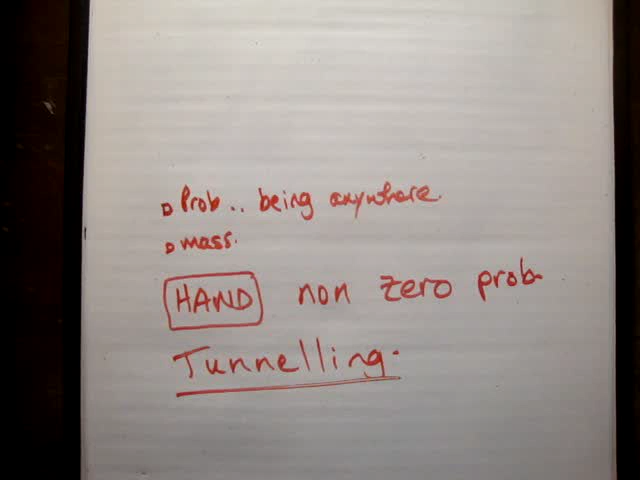 Prob.. being anywhere.
mass.
HAND non zero prob
Tunnelling.